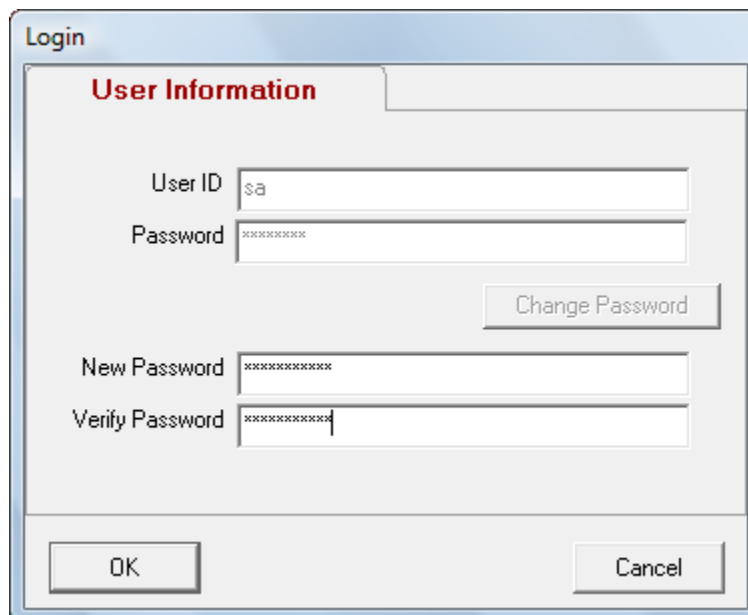 Login
User Information
User ID sa
Password ********
Change Password
New Password ***********
Verify Password ***********
OK Cancel